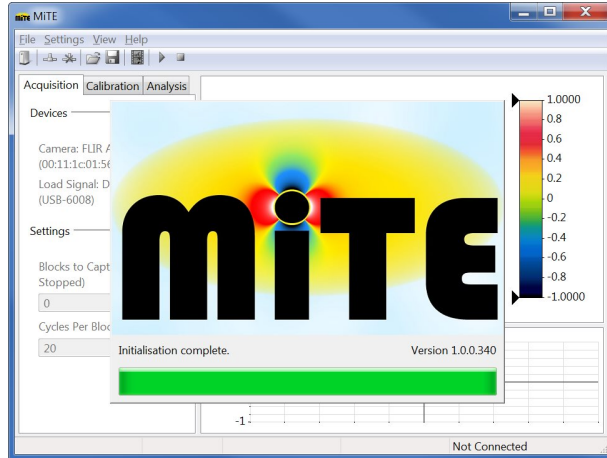 MiTE
File Settings View Help
Acquisition Calibration Analysis
Devices
Camera: FLIR A
(00:11:1c:01:56
Load Signal: D
(USB-6008)
Settings
Blocks to Capt
Stopped)
0
Cycles Per Bloc
20
miTE
Initialisation complete. Version 1.0.0.340
1.0000
0.8
0.6
0.4
0.2
0
-0.2
-0.4
-0.6
-0.8
-1.0000
-1
Not Connected